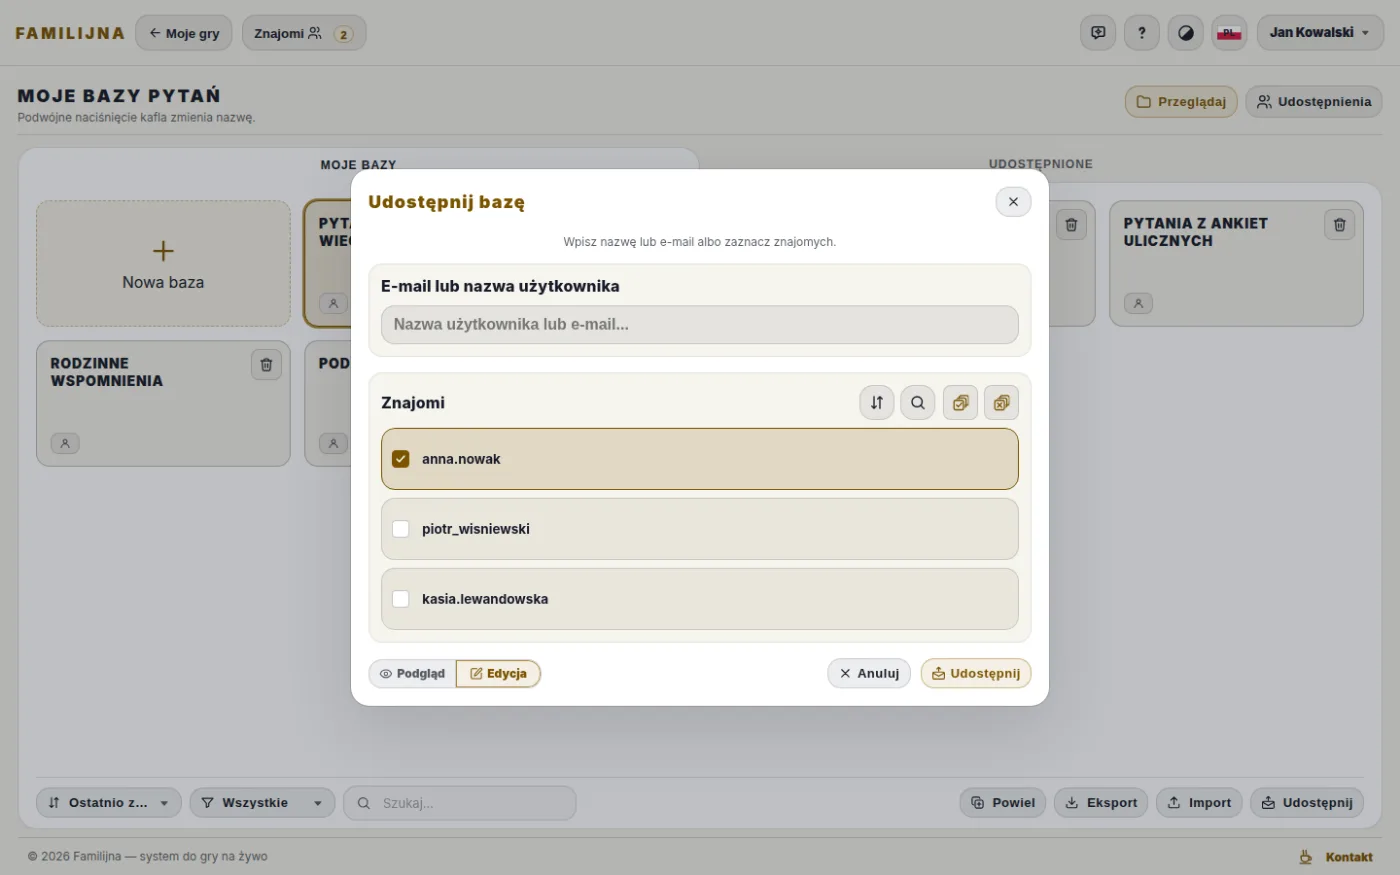 FAMILIJNA
Moje gry
Znajomi
2
?
PL
Jan Kowalski
MOJE BAZY PYTAŃ
Podwójne naciśnięcie kafla zmienia nazwę.
Przeglądaj
Udostępnienia
MOJE BAZY
UDOSTĘPNIONE
Nowa baza
PYTANIA Z ANKIET
ULICZNYCH
RODZINNE
WSPOMNIENIA
Udostępnij bazę
Wpisz nazwę lub e-mail albo zaznacz znajomych.
E-mail lub nazwa użytkownika
Nazwa użytkownika lub e-mail...
Znajomi
anna.nowak
piotr_wisniewski
kasia.lewandowska
Podgląd
Edycja
Anuluj
Udostępnij
Ostatnio z...
Wszystkie
Szukaj...
Powiel
Eksport
Import
Udostępnij
© 2026 Familijna — system do gry na żywo
Kontakt